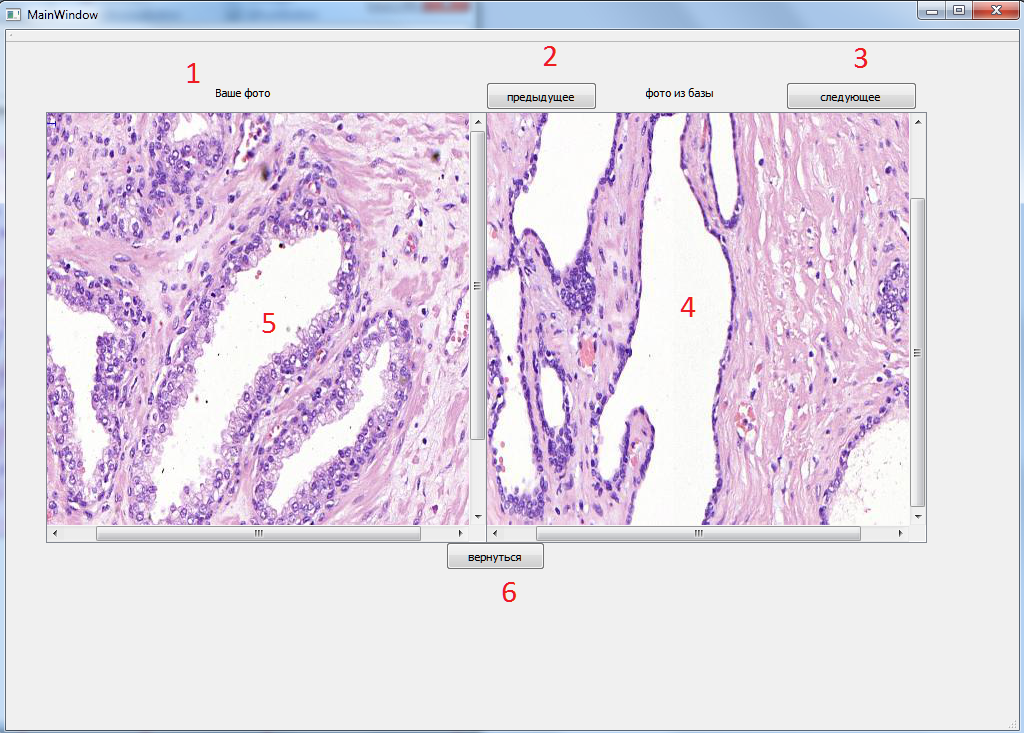 MainWindow
1
2
3
Ваше фото
предыдущее
фото из базы
следующее
5
4
вернуться
6